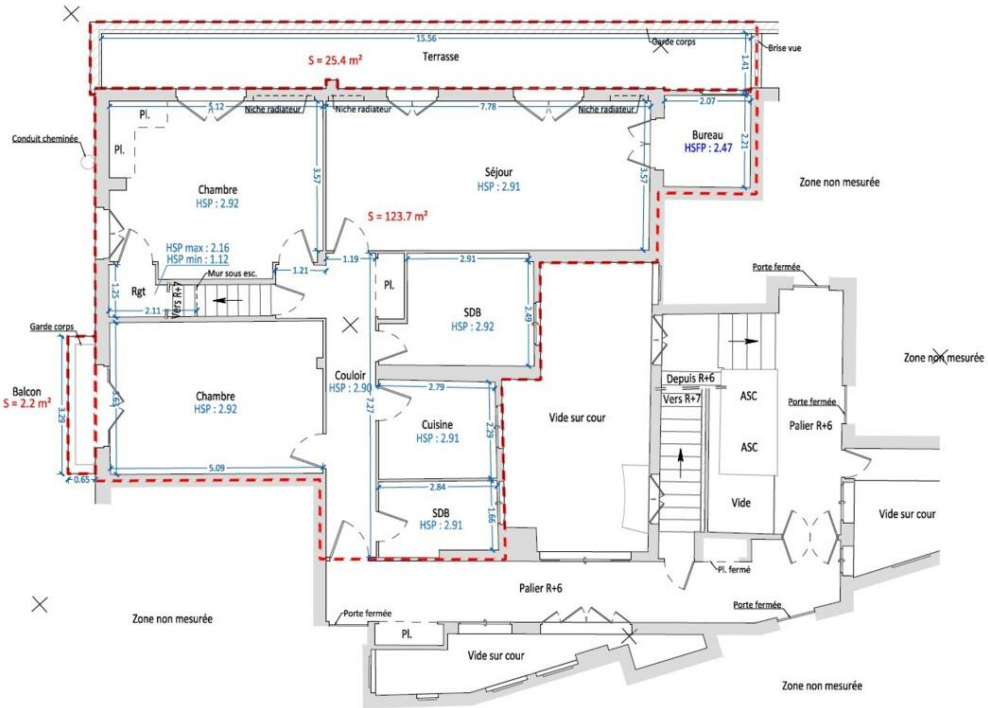 15.56
Garde corps
Brise vue
Terrasse
S = 25.4 m²
1.41
4.12
Niche radiateur
Niche radiateur
7.78
Niche radiateur
2.07
Pl.
Pl.
Conduit cheminée
Bureau
HSFP : 2.47
2.21
Séjour
HSP : 2.91
3.57
3.57
Zone non mesurée
Chambre
HSP : 2.92
S = 123.7 m²
HSP max : 2.16
HSP min : 1.12
1.21
1.19
2.91
Mur sous esc.
Porte fermée
Rgt
1.25
2.11
Vers R+7
Pl.
SDB
HSP : 2.92
2.49
Garde corps
Zone non mesurée
Balcon
S = 2.2 m²
3.29
3.63
Chambre
HSP : 2.92
Couloir
HSP : 2.90
7.27
2.79
Depuis R+6
Vers R+7
ASC
Porte fermée
Palier R+6
Cuisine
HSP : 2.91
2.29
Vide sur cour
ASC
5.09
0.65
2.84
SDB
HSP : 2.91
1.66
Vide
Vide sur cour
Pl. fermé
Palier R+6
Porte fermée
Porte fermée
Zone non mesurée
Pl.
Vide sur cour
Zone non mesurée